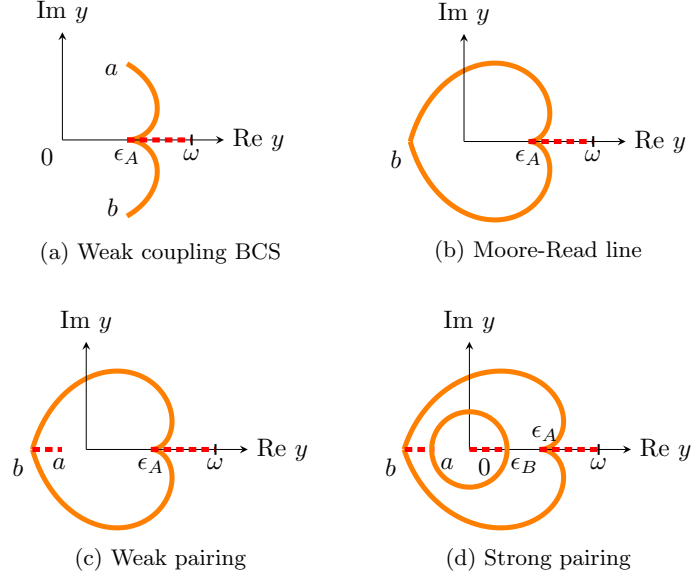 Im y
a
0
ϵ_A
ω
Re y
b
(a) Weak coupling BCS
Im y
b
ϵ_A
ω
Re y
(b) Moore-Read line
Im y
b
a
ϵ_A
ω
Re y
(c) Weak pairing
Im y
ϵ_A
b
a
0
ϵ_B
ω
Re y
(d) Strong pairing